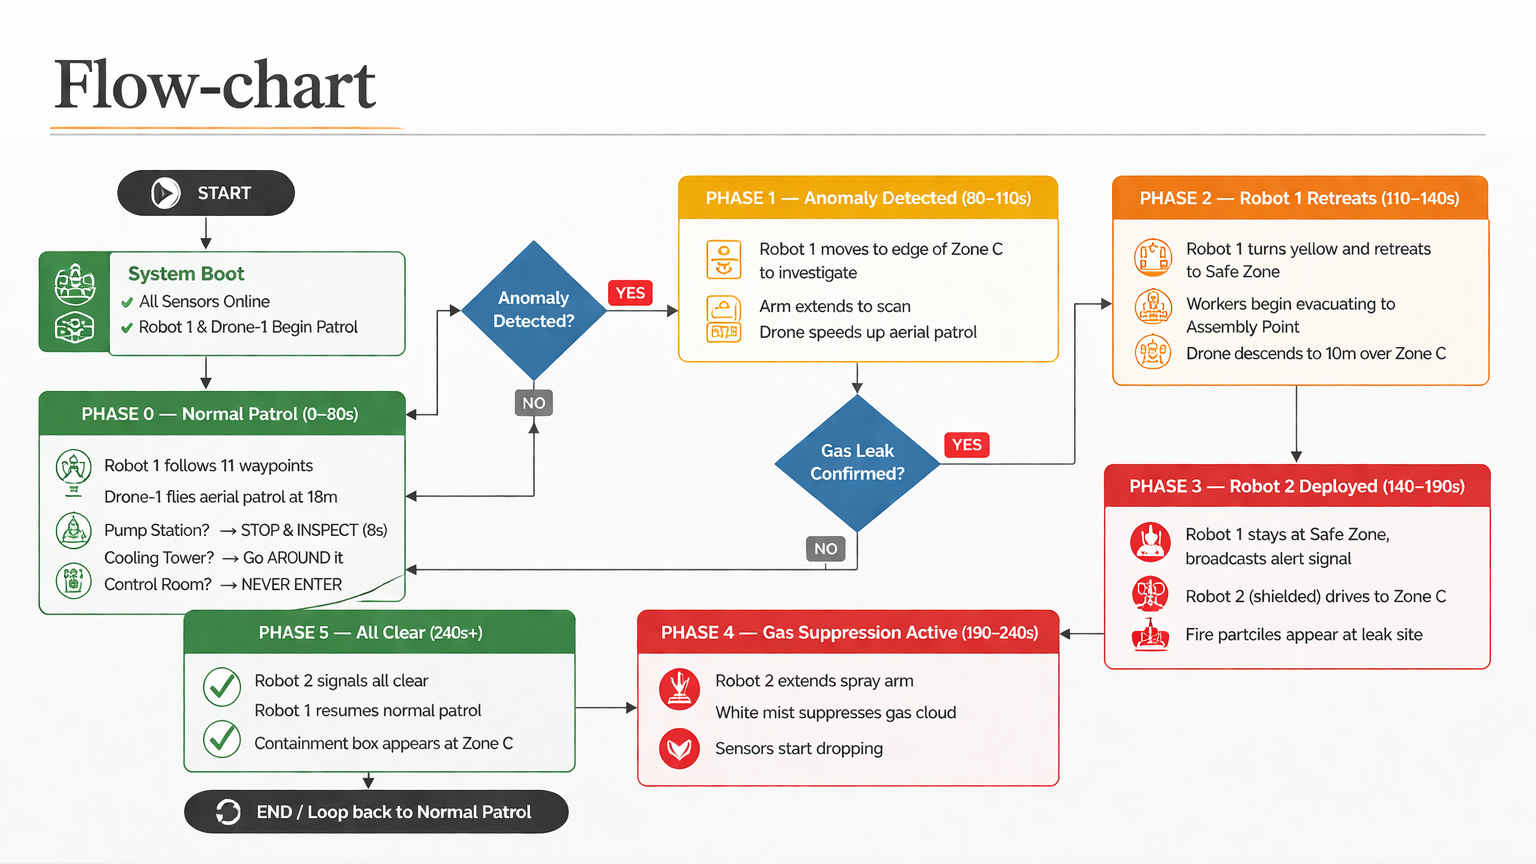 Flow-chart
START
System Boot
All Sensors Online
Robot 1 & Drone-1 Begin Patrol
PHASE 0 — Normal Patrol (0–80s)
Robot 1 follows 11 waypoints
Drone-1 flies aerial patrol at 18m
Pump Station? → STOP & INSPECT (8s)
Cooling Tower? → Go AROUND it
Control Room? → NEVER ENTER
Anomaly
Detected?
YES
NO
PHASE 1 — Anomaly Detected (80–110s)
Robot 1 moves to edge of Zone C
to investigate
Arm extends to scan
Drone speeds up aerial patrol
Gas Leak
Confirmed?
YES
NO
PHASE 2 — Robot 1 Retreats (110–140s)
Robot 1 turns yellow and retreats
to Safe Zone
Workers begin evacuating to
Assembly Point
Drone descends to 10m over Zone C
PHASE 3 — Robot 2 Deployed (140–190s)
Robot 1 stays at Safe Zone,
broadcasts alert signal
Robot 2 (shielded) drives to Zone C
Fire partciles appear at leak site
PHASE 4 — Gas Suppression Active (190–240s)
Robot 2 extends spray arm
White mist suppresses gas cloud
Sensors start dropping
PHASE 5 — All Clear (240s+)
Robot 2 signals all clear
Robot 1 resumes normal patrol
Containment box appears at Zone C
END / Loop back to Normal Patrol